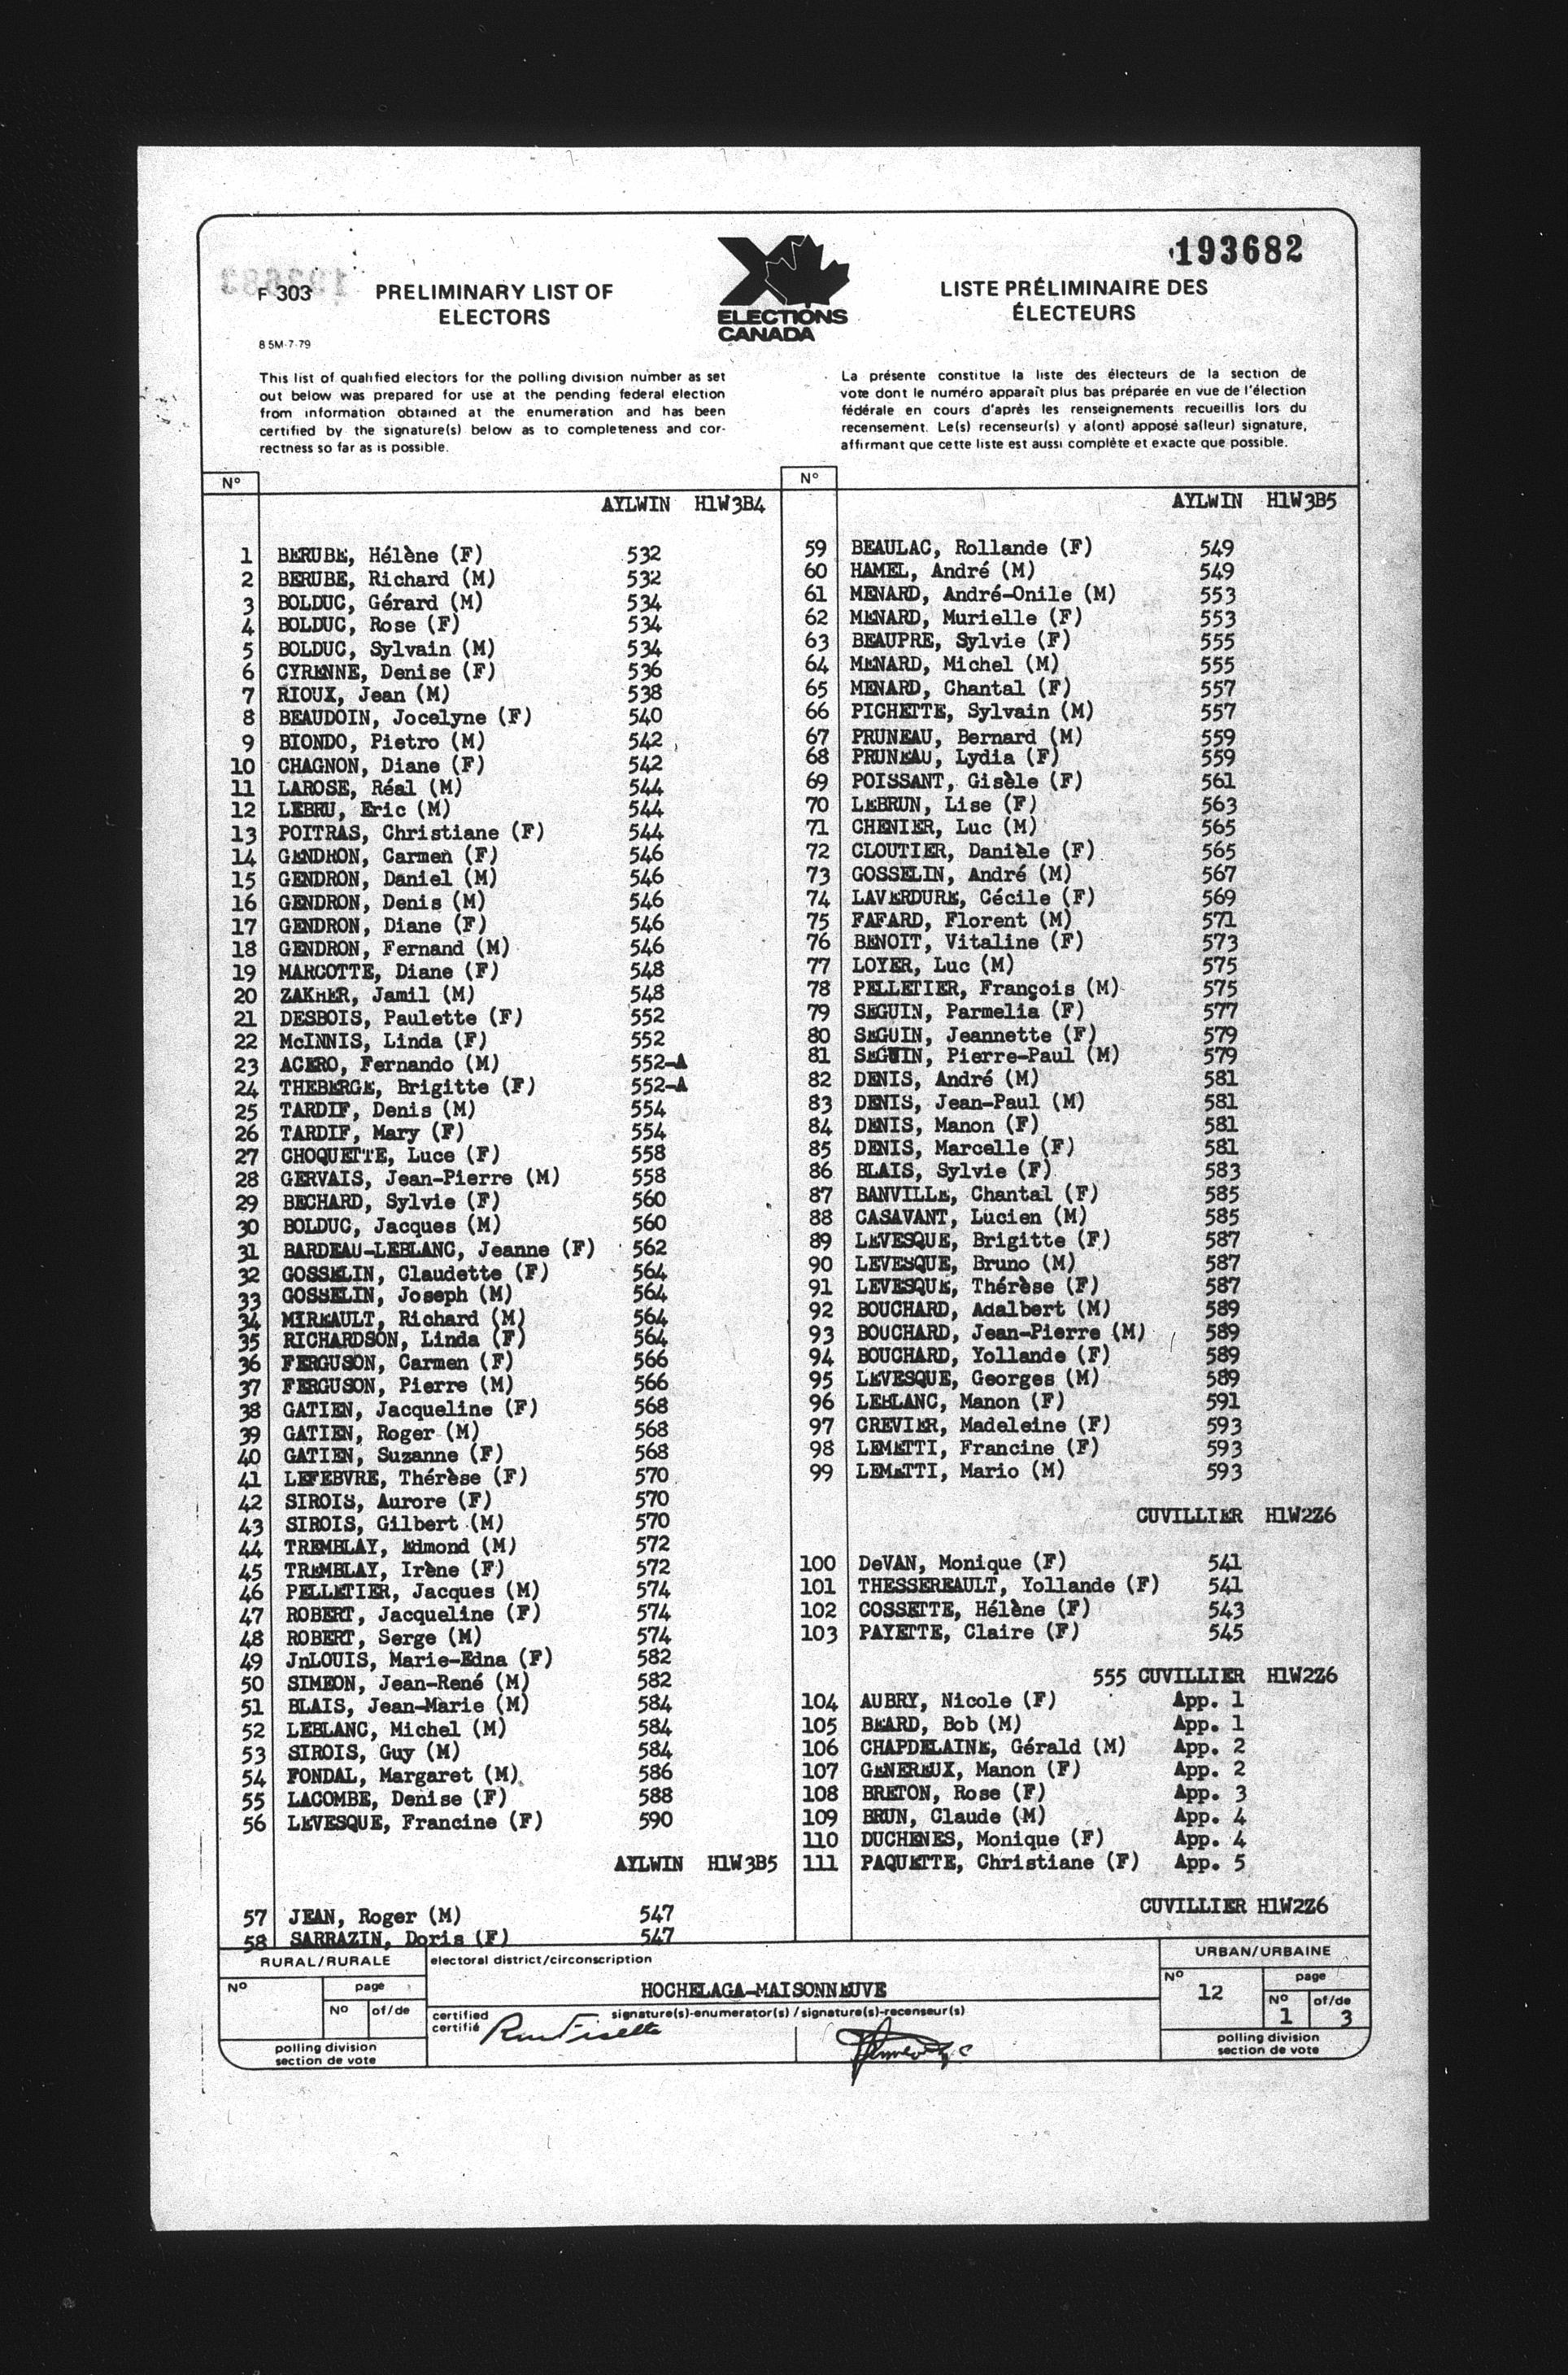 193682
F 303
PRELIMINARY LIST OF
ELECTORS
8 5M-7-79
ELECTIONS
CANADA
LISTE PRÉLIMINAIRE DES
ÉLECTEURS
This list of qualified electors for the polling division number as set
out below was prepared for use at the pending federal election
from information obtained at the enumeration and has been
certified by the signature(s) below as to completeness and cor-
rectness so far as is possible.
La présente constitue la liste des électeurs de la section de
vote dont le numéro apparaît plus bas préparée en vue de l'élection
fédérale en cours d'après les renseignements recueillis lors du
recensement. Le(s) recenseur(s) y a(ont) apposé sa(leur) signature,
affirmant que cette liste est aussi complète et exacte que possible.
Nº
AYLWIN H1W3B4
1 BERUBE, Hélène (F) 532
2 BERUBE, Richard (M) 532
3 BOLDUC, Gérard (M) 534
4 BOLDUC, Rose (F) 534
5 BOLDUC, Sylvain (M) 534
6 CYRENNE, Denise (F) 536
7 RIOUX, Jean (M) 538
8 BEAUDOIN, Jocelyne (F) 540
9 BIONDO, Pietro (M) 542
10 CHAGNON, Diane (F) 542
11 LAROSE, Réal (M) 544
12 LEBRU, Eric (M) 544
13 POITRAS, Christiane (F) 544
14 GENDRON, Carmen (F) 546
15 GENDRON, Daniel (M) 546
16 GENDRON, Denis (M) 546
17 GENDRON, Diane (F) 546
18 GENDRON, Fernand (M) 546
19 MARCOTTE, Diane (F) 548
20 ZAKHER, Jamil (M) 548
21 DESBOIS, Paulette (F) 552
22 McINNIS, Linda (F) 552
23 ACERO, Fernando (M) 552-A
24 THEBERGE, Brigitte (F) 552-A
25 TARDIF, Denis (M) 554
26 TARDIF, Mary (F) 554
27 CHOQUETTE, Luce (F) 558
28 GERVAIS, Jean-Pierre (M) 558
29 BECHARD, Sylvie (F) 560
30 BOLDUC, Jacques (M) 560
31 BARDEAU-LEBLANC, Jeanne (F) 562
32 GOSSELIN, Claudette (F) 564
33 GOSSELIN, Joseph (M) 564
34 MIREAULT, Richard (M) 564
35 RICHARDSON, Linda (F) 564
36 FERGUSON, Carmen (F) 566
37 FERGUSON, Pierre (M) 566
38 GATIEN, Jacqueline (F) 568
39 GATIEN, Roger (M) 568
40 GATIEN, Suzanne (F) 568
41 LEFEBVRE, Thérèse (F) 570
42 SIROIS, Aurore (F) 570
43 SIROIS, Gilbert (M) 570
44 TREMBLAY, Edmond (M) 572
45 TREMBLAY, Irène (F) 572
46 PELLETIER, Jacques (M) 574
47 ROBERT, Jacqueline (F) 574
48 ROBERT, Serge (M) 574
49 JnLOUIS, Marie-Edna (F) 582
50 SIMEON, Jean-René (M) 582
51 BLAIS, Jean-Marie (M) 584
52 LEBLANC, Michel (M) 584
53 SIROIS, Guy (M) 584
54 FONDAL, Margaret (M) 586
55 LACOMBE, Denise (F) 588
56 LEVESQUE, Francine (F) 590
AYLWIN H1W3B5
57 JEAN, Roger (M) 547
58 SARRAZIN, Doris (F) 547
Nº
AYLWIN H1W3B5
59 BEAULAC, Rollande (F) 549
60 HAMEL, André (M) 549
61 MENARD, André-Onile (M) 553
62 MENARD, Murielle (F) 553
63 BEAUPRE, Sylvie (F) 555
64 MENARD, Michel (M) 555
65 MENARD, Chantal (F) 557
66 PICHETTE, Sylvain (M) 557
67 PRUNEAU, Bernard (M) 559
68 PRUNEAU, Lydia (F) 559
69 POISSANT, Gisèle (F) 561
70 LEBRUN, Lise (F) 563
71 CHENIER, Luc (M) 565
72 CLOUTIER, Danièle (F) 565
73 GOSSELIN, André (M) 567
74 LAVERDURE, Cécile (F) 569
75 FAFARD, Florent (M) 571
76 BENOIT, Vitaline (F) 573
77 LOYER, Luc (M) 575
78 PELLETIER, François (M) 575
79 SEGUIN, Parmelia (F) 577
80 SEGUIN, Jeannette (F) 579
81 SEGUIN, Pierre-Paul (M) 579
82 DENIS, André (M) 581
83 DENIS, Jean-Paul (M) 581
84 DENIS, Manon (F) 581
85 DENIS, Marcelle (F) 581
86 BLAIS, Sylvie (F) 583
87 BANVILLE, Chantal (F) 585
88 CASAVANT, Lucien (M) 585
89 LEVESQUE, Brigitte (F) 587
90 LEVESQUE, Bruno (M) 587
91 LEVESQUE, Thérèse (F) 587
92 BOUCHARD, Adalbert (M) 589
93 BOUCHARD, Jean-Pierre (M) 589
94 BOUCHARD, Yollande (F) 589
95 LEVESQUE, Georges (M) 589
96 LEBLANC, Manon (F) 591
97 CREVIER, Madeleine (F) 593
98 LEMETTI, Francine (F) 593
99 LEMETTI, Mario (M) 593
CUVILLIER H1W2Z6
100 DeVAN, Monique (F) 541
101 THESSEREAULT, Yollande (F) 541
102 COSSETTE, Hélène (F) 543
103 PAYETTE, Claire (F) 545
555 CUVILLIER H1W2Z6
104 AUBRY, Nicole (F) App. 1
105 BEARD, Bob (M) App. 1
106 CHAPDELAINE, Gérald (M) App. 2
107 GENEREUX, Manon (F) App. 2
108 BRETON, Rose (F) App. 3
109 BRUN, Claude (M) App. 4
110 DUCHENES, Monique (F) App. 4
111 PAQUETTE, Christiane (F) App. 5
CUVILLIER H1W2Z6
RURAL/RURALE
Nº
page
Nº of/de
polling division
section de vote
electoral district/circonscription
HOCHELAGA-MAISONNEUVE
certified
certifié
signature(s)-enumerator(s)/signature(s)-recenseur(s)
URBAN/URBAINE
Nº
12
page
Nº of/de
1 3
polling division
section de vote